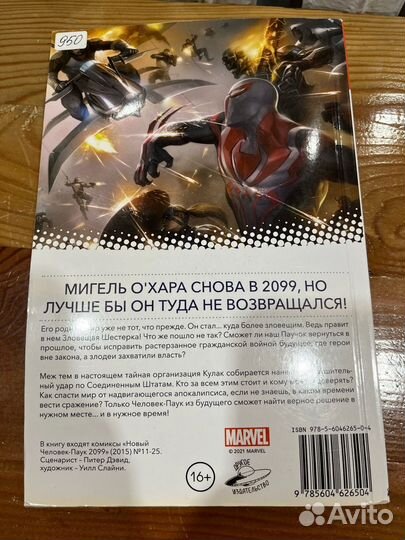 950
МИГЕЛЬ О'ХАРА СНОВА В 2099, НО
ЛУЧШЕ БЫ ОН ТУДА НЕ ВОЗВРАЩАЛСЯ!
Его уже не тот, что прежде. Он стал... куда более зловещим. Ведь правит
в нем Зловещая Шестерка! Что же пошло не так? Сможет ли наш Паучок вернуться в
прошлое, чтобы исправить растерзанное гражданской войной будущее, где герои
вне закона, а злодеи захватили власть?
Меж тем в настоящем тайная организация Кулак собирается
удар по Соединенным Штатам. Кто за всем этим стоит и кому
Как спасти мир от надвигающегося апокалипсиса, если не знаешь, в каком времени
вести сражение? Только Человек-Паук из будущего сможет найти верное решение в
нужном месте... и в нужное время!
В книгу входят комиксы «Новый
Человек-Паук 2099» (2015) №11-25.
Сценарист - Питер Дэвид,
художник - Уилл Слайни.
16+
MARVEL
© 2021 MARVEL
ДРУГОЕ
ИЗДАТЕЛЬСТВО
ISBN 978-5-6046265-0-4
9 785604 626504
Avito